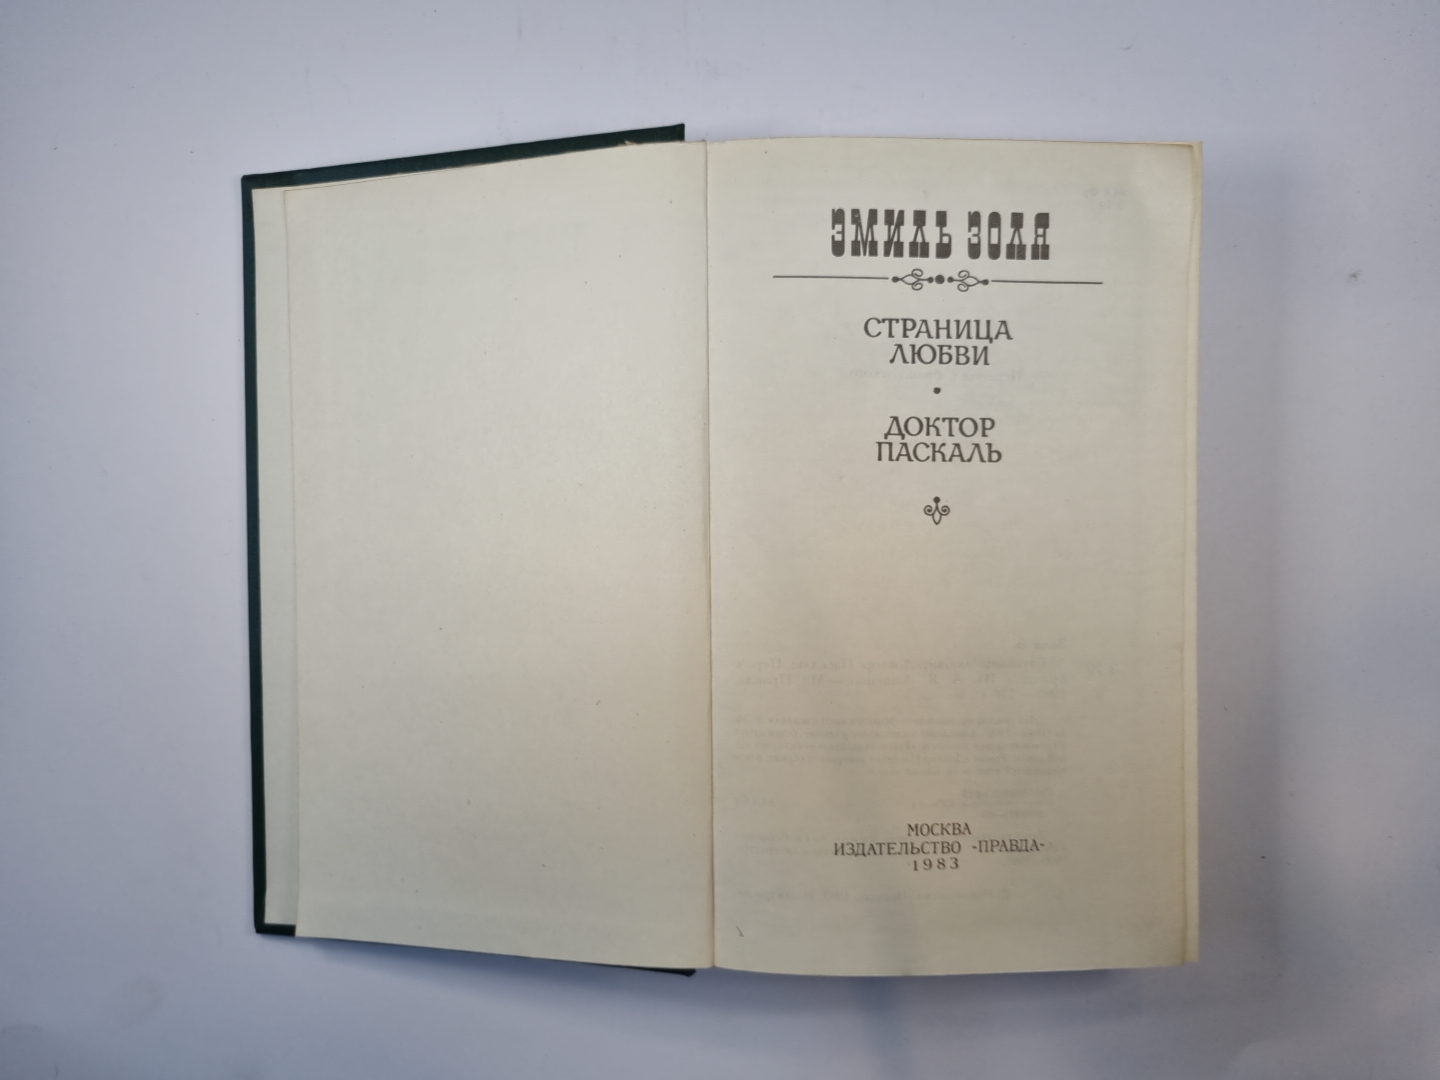 ЭМИЛЬ ЗОЛЯ
СТРАНИЦА
ЛЮБВИ
•
ДОКТОР
ПАСКАЛЬ
МОСКВА
ИЗДАТЕЛЬСТВО «ПРАВДА»
1983